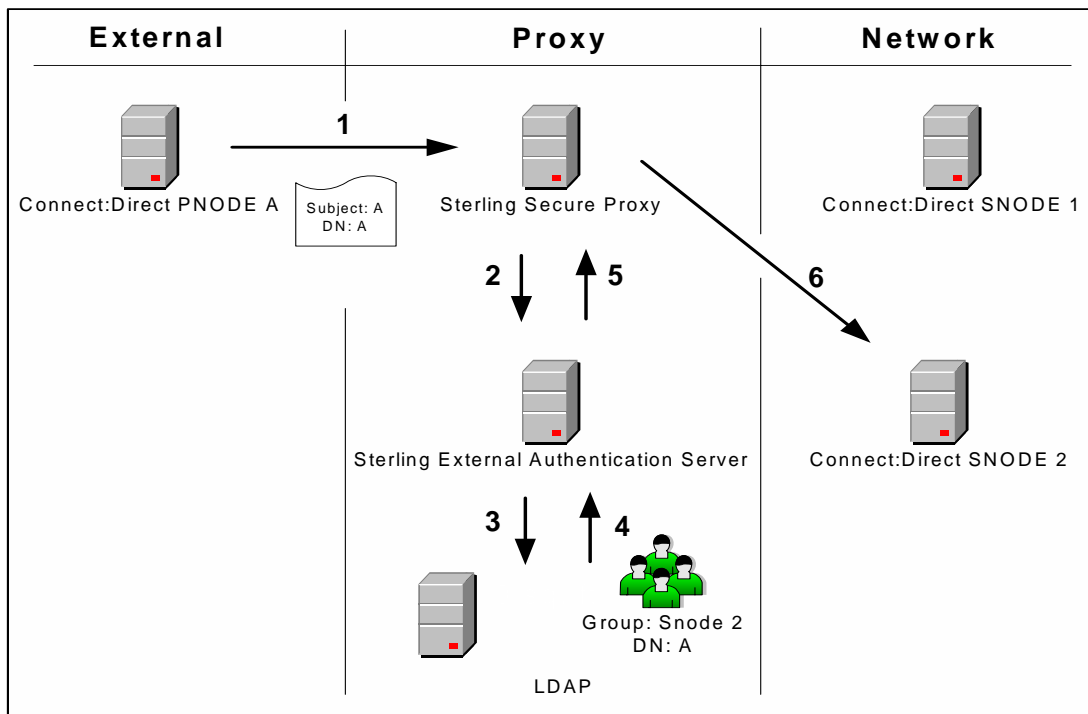 External
Proxy
Network
1
Connect:Direct PNODE A
Subject: A
DN: A
Sterling Secure Proxy
Connect:Direct SNODE 1
2
5
6
Sterling External Authentication Server
Connect:Direct SNODE 2
3
4
Group: Snode 2
DN: A
LDAP